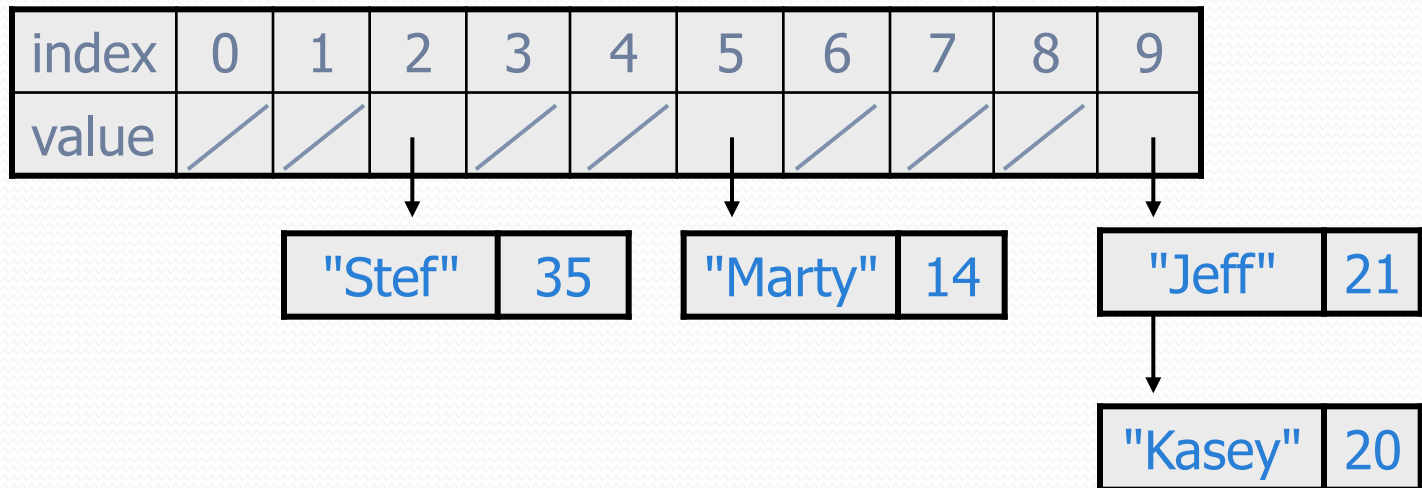 index 0 1 2 3 4 5 6 7 8 9
value
"Stef" 35 "Marty" 14 "Jeff" 21
"Kasey" 20